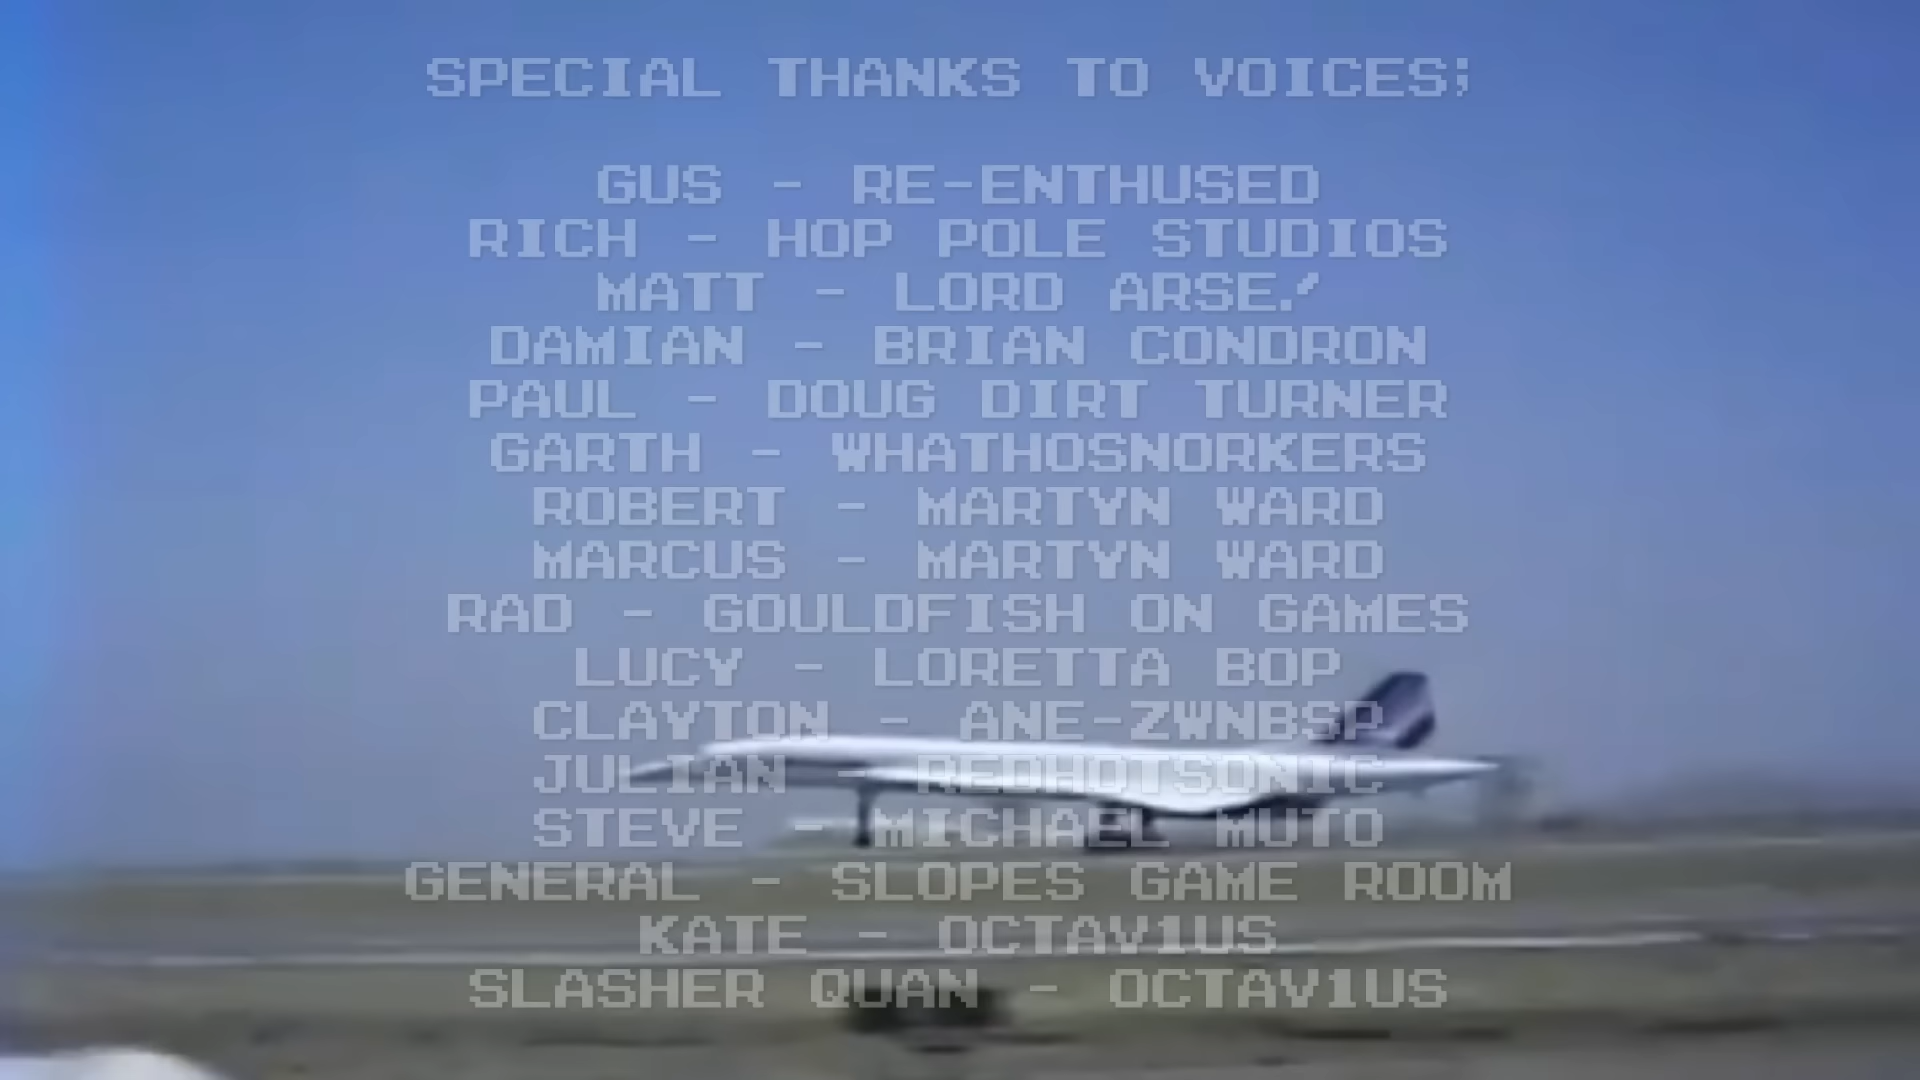 SPECIAL THANKS TO VOICES;
GUS - RE-ENTHUSED
RICH - HOP POLE STUDIOS
MATT - LORD ARSE!
DAMIAN - BRIAN CONDRON
PAUL - DOUG DIRT TURNER
GARTH - WHATHOSNORKERS
ROBERT - MARTYN WARD
MARCUS - MARTYN WARD
RAD - GOULDFISH ON GAMES
LUCY - LORETTA BOP
CLAYTON - ANE-ZWNBSP
JULIAN - REDHOTSONIC
STEVE - MICHAEL MUTO
GENERAL - SLOPES GAME ROOM
KATE - OCTAV1US
SLASHER QUAN - OCTAV1US